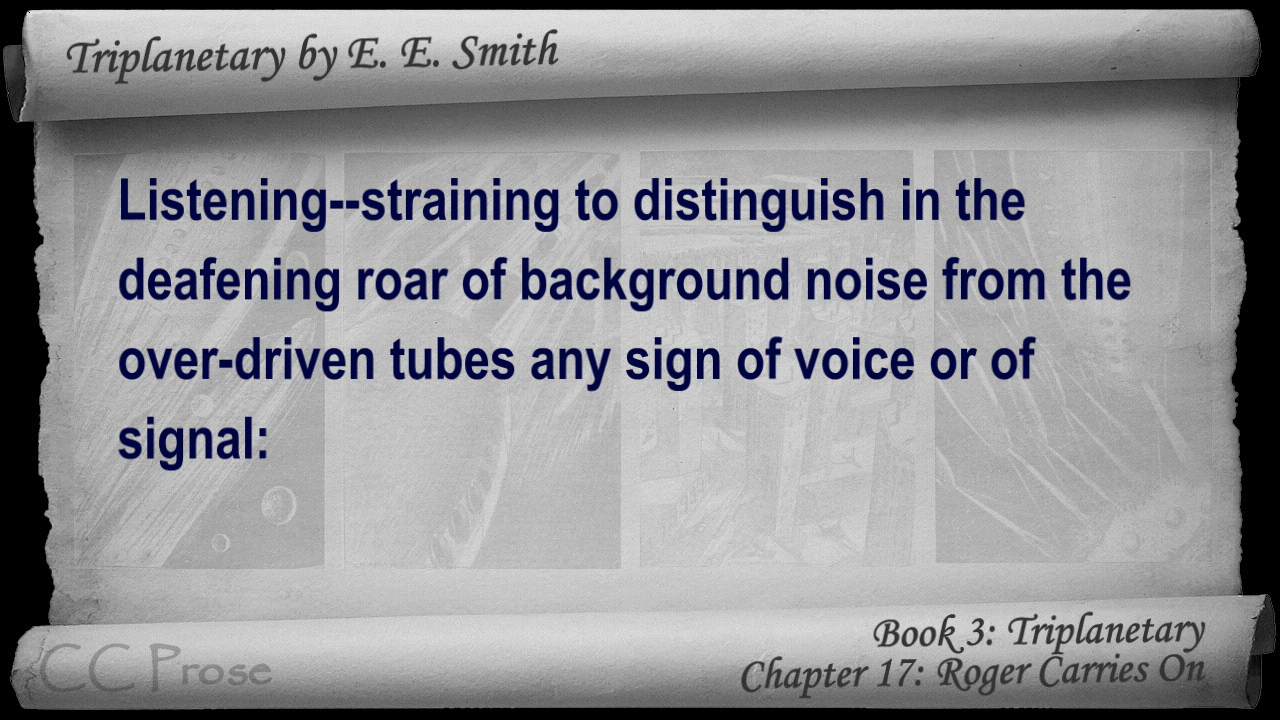 Triplanetary by E. E. Smith
Listening--straining to distinguish in the
deafening roar of background noise from the
over-driven tubes any sign of voice or of
signal:
Book 3: Triplanetary
Chapter 17: Roger Carries On
CC Prose